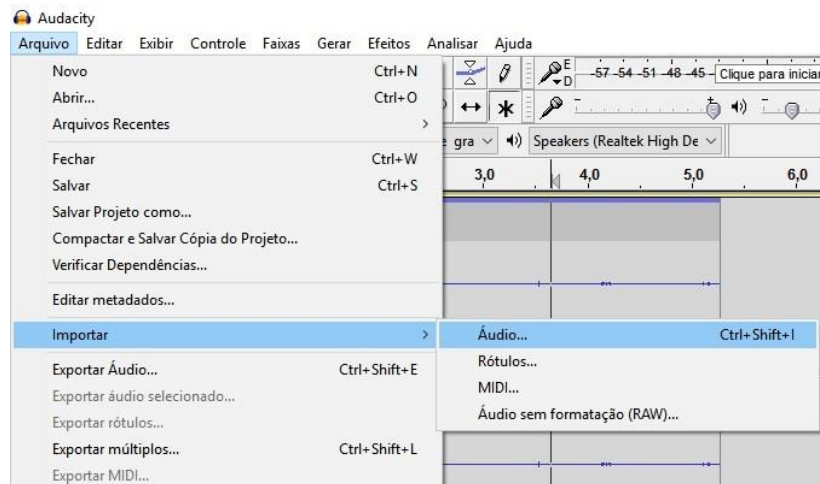 Audacity
Arquivo Editar Exibir Controle Faixas Gerar Efeitos Analisar Ajuda
Novo Ctrl+N
Abrir... Ctrl+O
Arquivos Recentes
Fechar Ctrl+W
Salvar Ctrl+S
Salvar Projeto como...
Compactar e Salvar Cópia do Projeto...
Verificar Dependências...
Editar metadados...
Importar
Exportar Áudio... Ctrl+Shift+E
Exportar áudio selecionado...
Exportar rótulos...
Exportar múltiplos... Ctrl+Shift+L
Exportar MIDI...
Áudio... Ctrl+Shift+I
Rótulos...
MIDI...
Áudio sem formatação (RAW)...
E
D
-57 -54 -51 -48 -45 Clique para iniciar
gra Speakers (Realtek High De
3,0 4,0 5,0 6,0